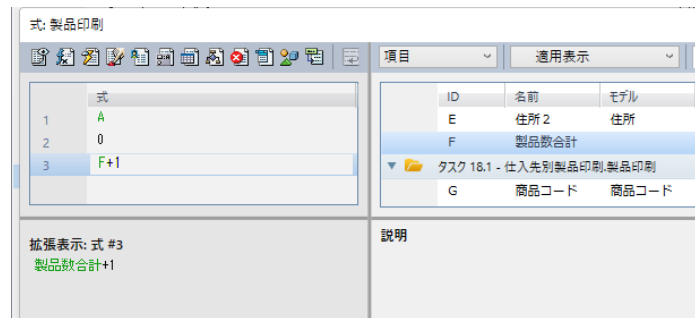 式: 製品印刷
項目 適用表示
式
1 A
2 0
3 F+1
ID 名前 モデル
E 住所２ 住所
F 製品数合計
タスク 18.1 - 仕入先別製品印刷.製品印刷
G 商品コード 商品コード
拡張表示: 式 #3
製品数合計+1
説明